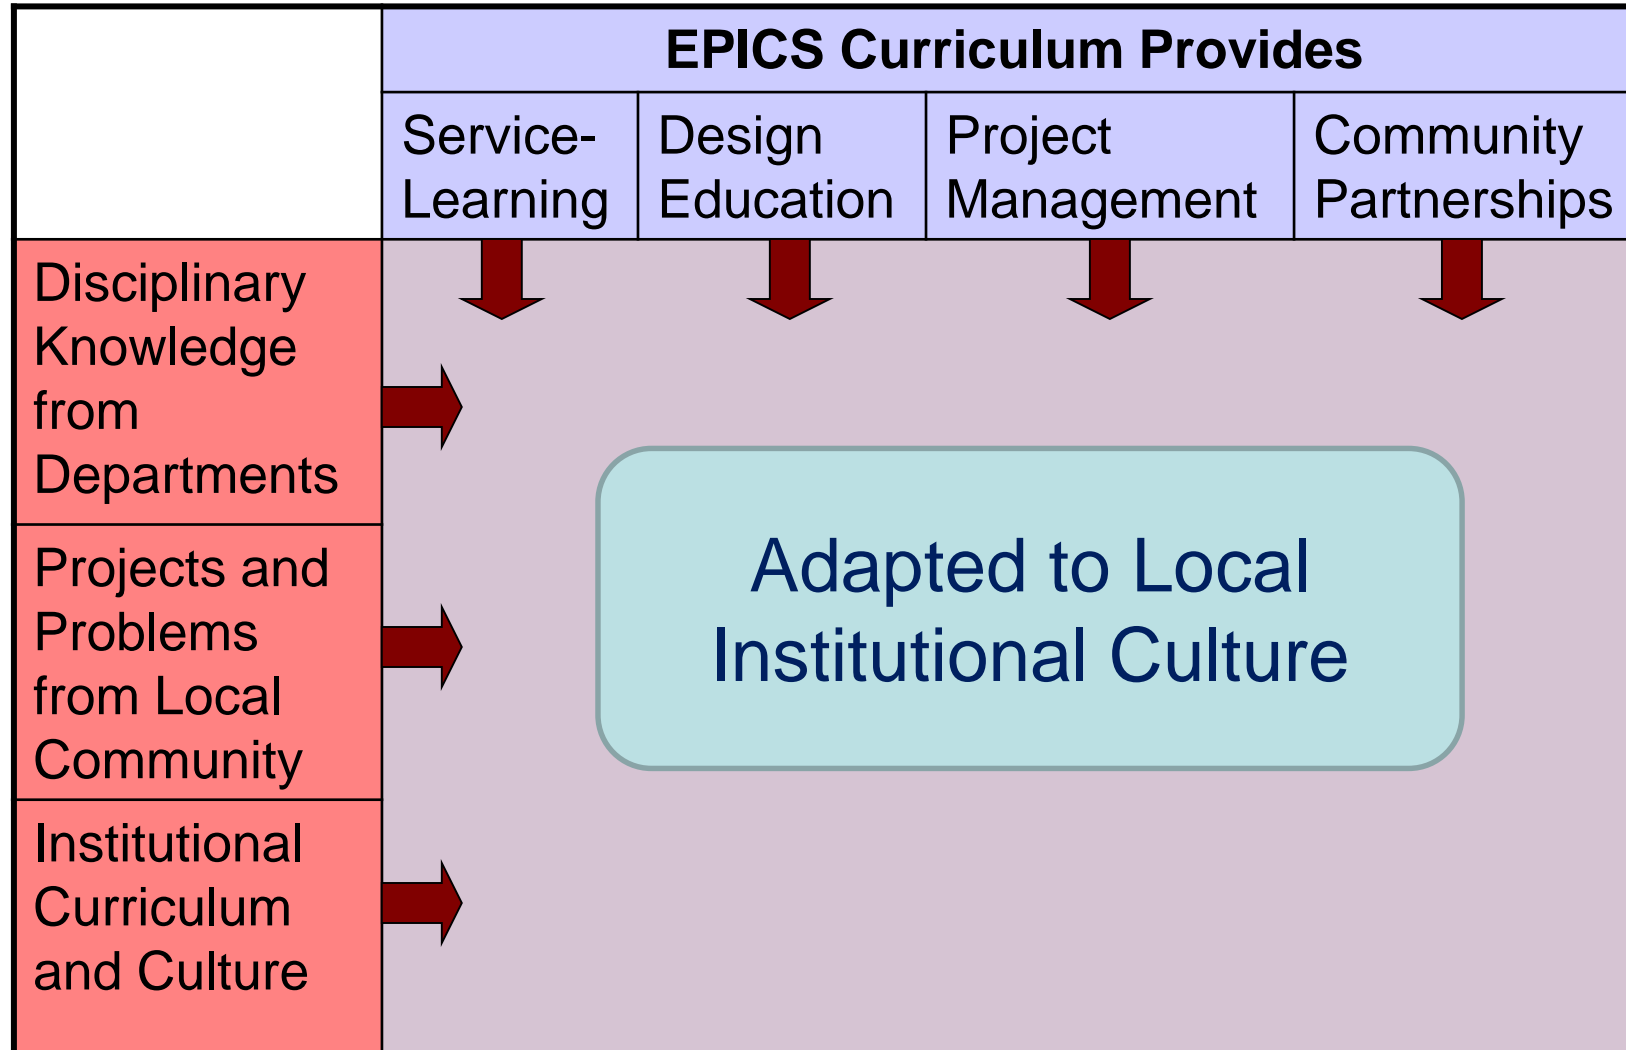 EPICS Curriculum Provides
Service-
Learning
Design
Education
Project
Management
Community
Partnerships
Disciplinary
Knowledge
from
Departments
Projects and
Problems
from Local
Community
Institutional
Curriculum
and Culture
Adapted to Local
Institutional Culture